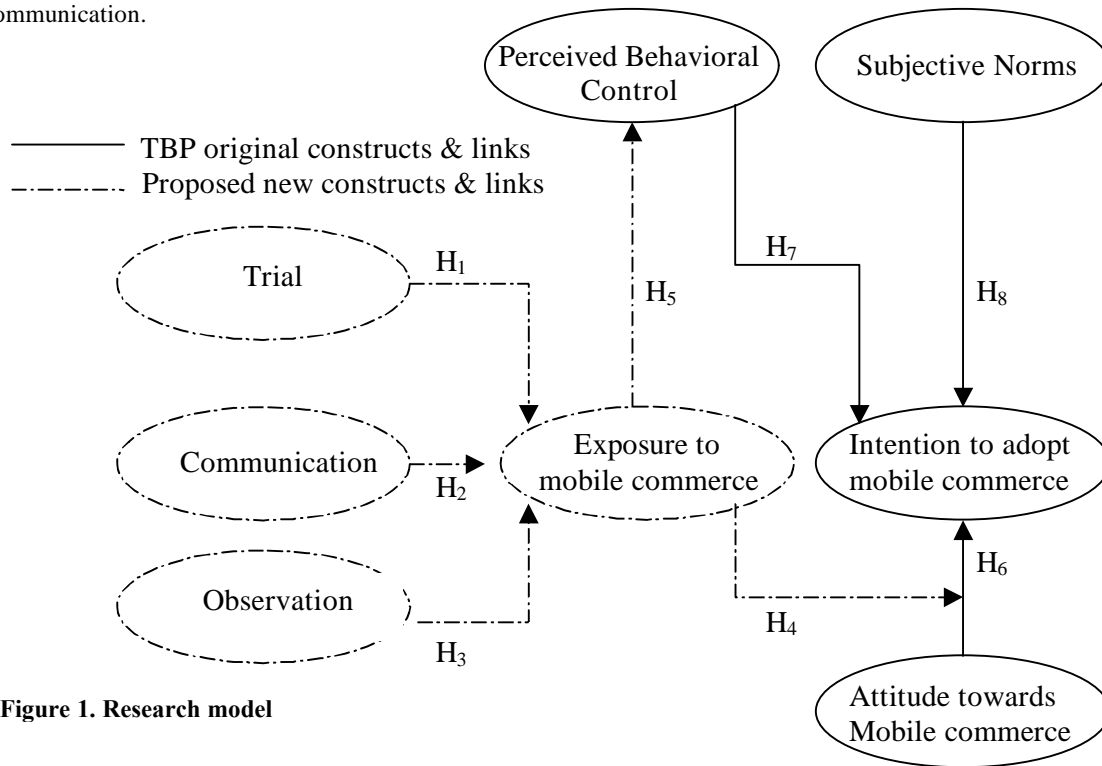 ommunication.
Perceived Behavioral
Control
Subjective Norms
TBP original constructs & links
Proposed new constructs & links
Trial
H1
H7
H5
H8
Communication
H2
Exposure to
mobile commerce
Intention to adopt
mobile commerce
Observation
H3
H4
H6
Figure 1. Research model
Attitude towards
Mobile commerce